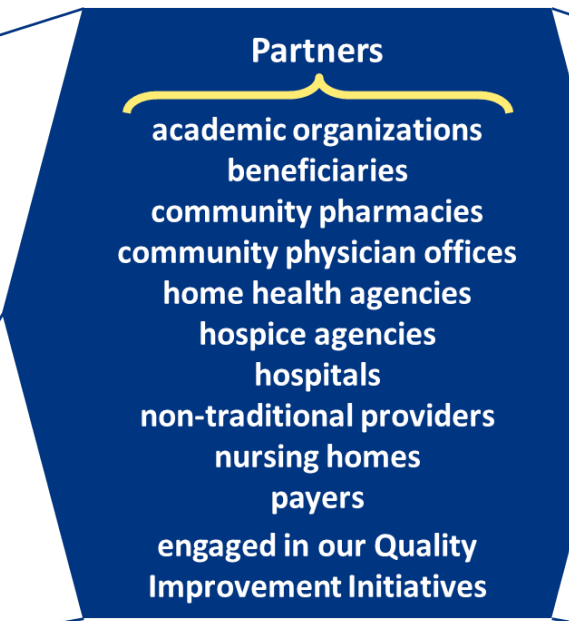 Partners
academic organizations
beneficiaries
community pharmacies
community physician offices
home health agencies
hospice agencies
hospitals
non-traditional providers
nursing homes
payers
engaged in our Quality
Improvement Initiatives